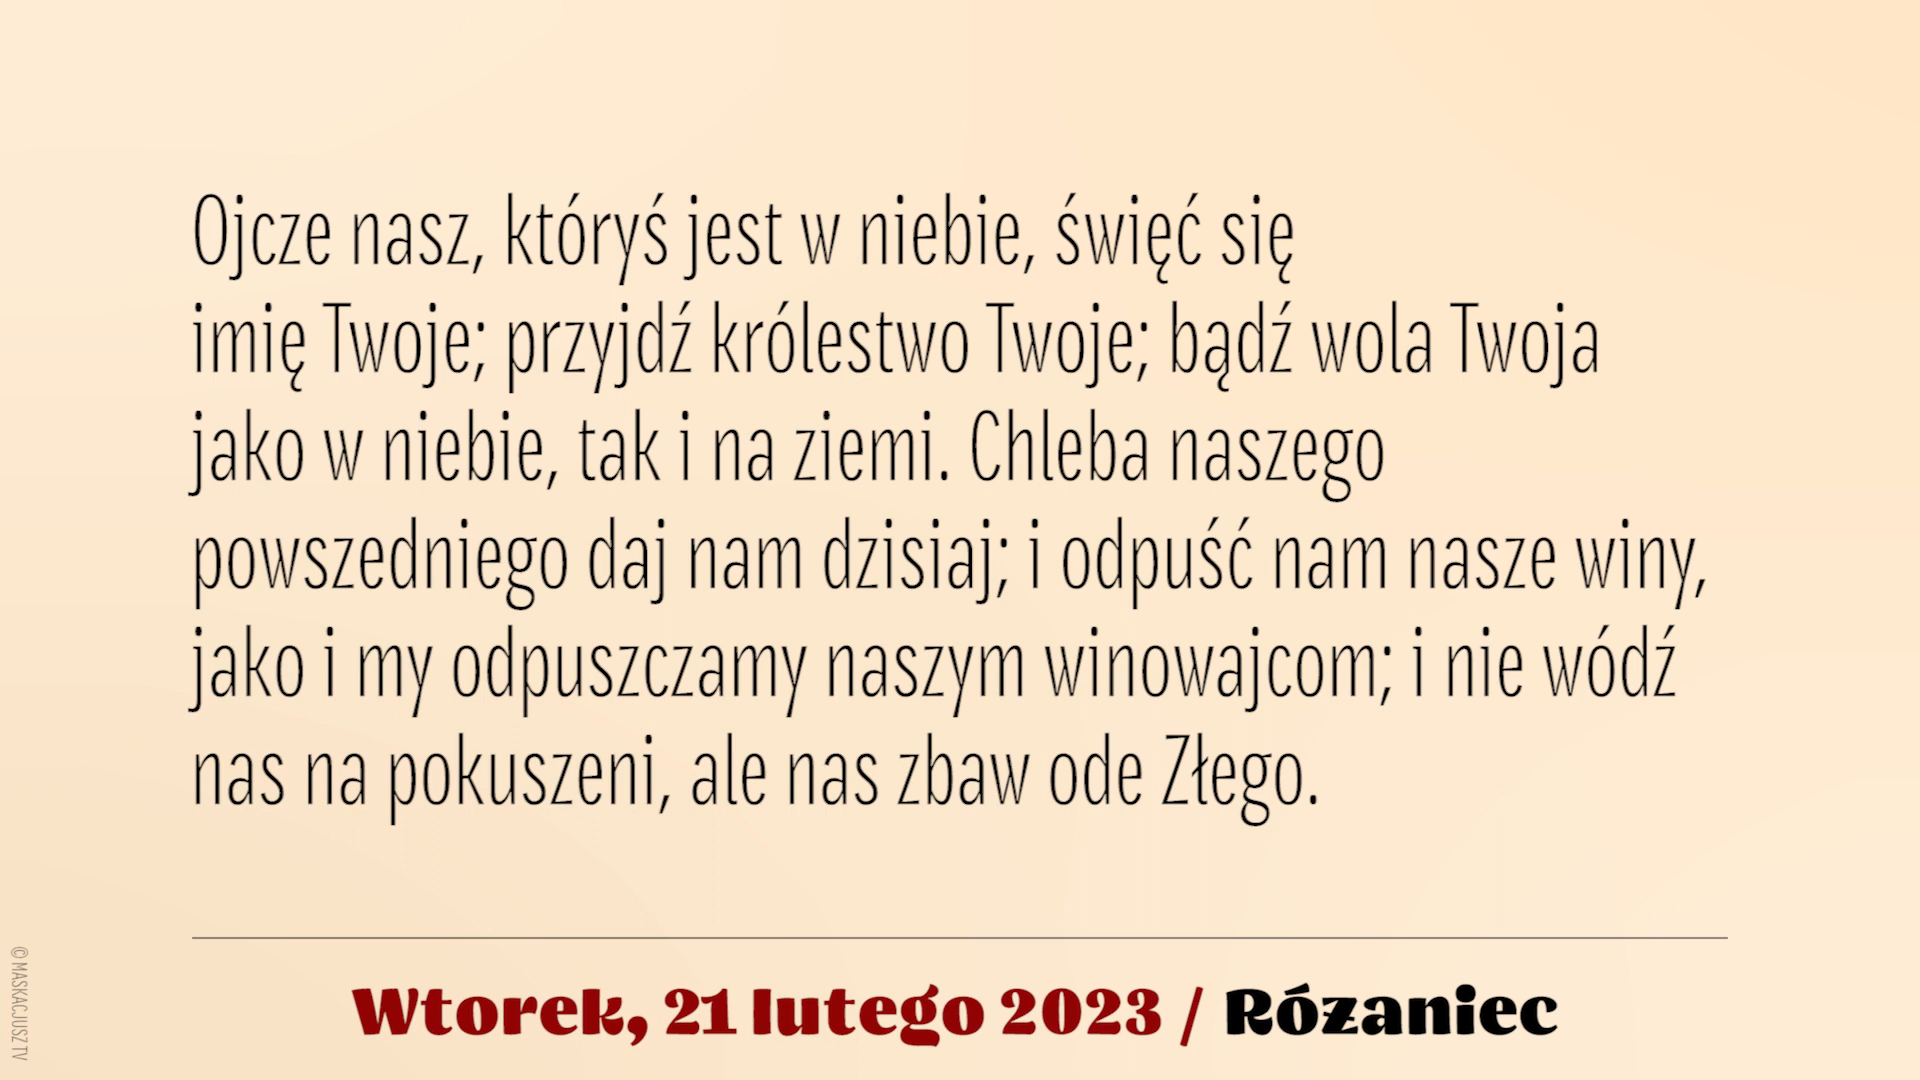 Ojcze nasz, któryś jest w niebie, święć się
imię Twoje; przyjdź królestwo Twoje; bądź wola Twoja
jako w niebie, tak i na ziemi. Chleba naszego
powszedniego daj nam dzisiaj; i odpuść nam nasze winy,
jako i my odpuszczamy naszym winowajcom; i nie wódź
nas na pokuszeni, ale nas zbaw ode Złego.
Wtorek, 21 lutego 2023 / Różaniec
© MASKACJUSZ TV